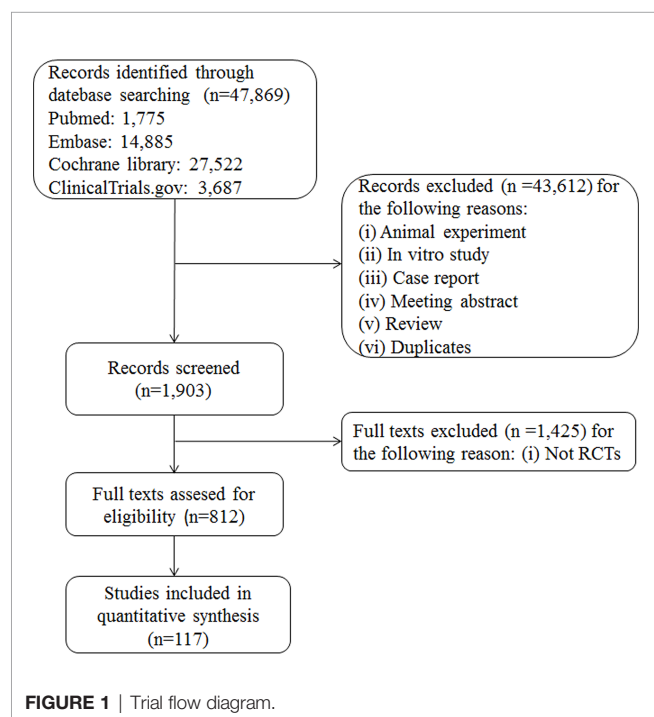 Records identified through
datebase searching (n=47,869)
Pubmed: 1,775
Embase: 14,885
Cochrane library: 27,522
ClinicalTrials.gov: 3,687
Records excluded (n =43,612) for
the following reasons:
(i) Animal experiment
(ii) In vitro study
(iii) Case report
(iv) Meeting abstract
(v) Review
(vi) Duplicates
Records screened
(n=1,903)
Full texts excluded (n =1,425) for
the following reason: (i) Not RCTs
Full texts assesed for
eligibility (n=812)
Studies included in
quantitative synthesis
(n=117)
FIGURE 1 | Trial flow diagram.